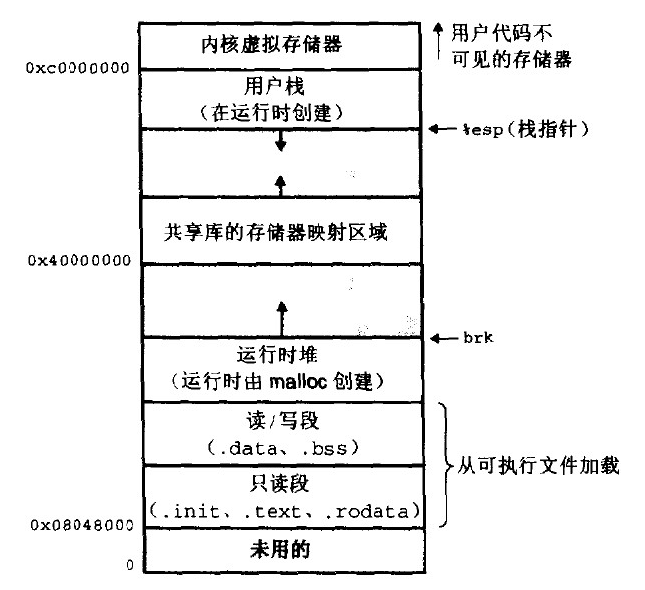 内核虚拟存储器
用户代码不
可见的存储器
0xc0000000
用户栈
(在运行时创建)
%esp(栈指针)
共享库的存储器映射区域
0x40000000
brk
运行时堆
(运行时由 malloc 创建)
读/写段
(.data、.bss)
从可执行文件加载
只读段
(.init、.text、.rodata)
0x08048000
未用的
0